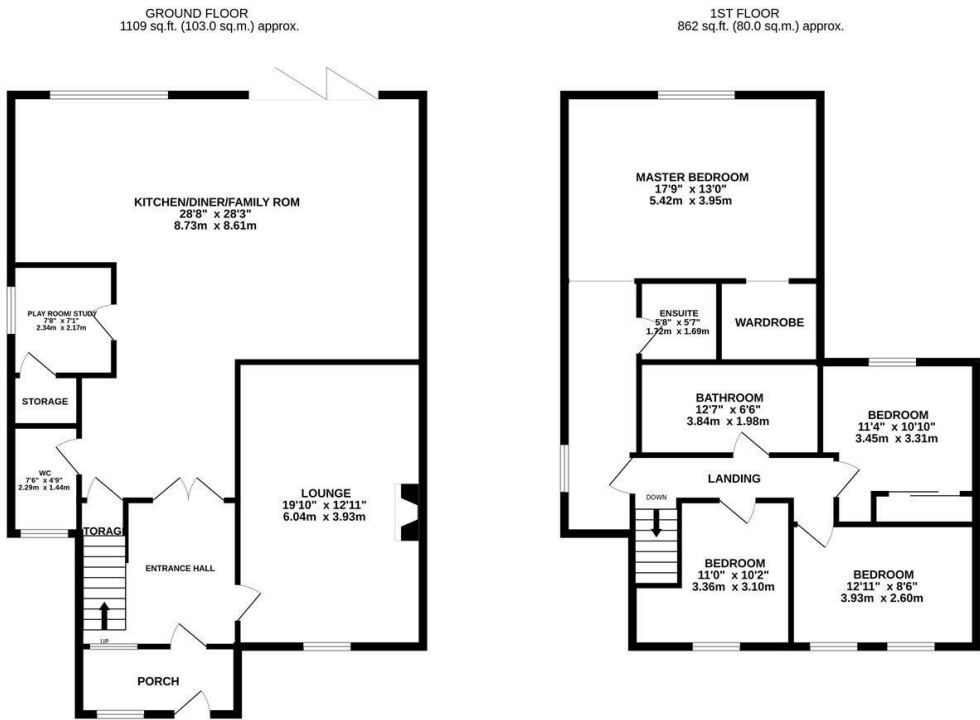 GROUND FLOOR
1109 sq.ft. (103.0 sq.m.) approx.
KITCHEN/DINER/FAMILY ROM
28'8" x 28'3"
8.73m x 8.61m
PLAY ROOM/ STUDY
7'8" x 7'1"
2.34m x 2.17m
STORAGE
WC
7'6" x 4'9"
2.29m x 1.44m
STORAGE
ENTRANCE HALL
UP
LOUNGE
19'10" x 12'11"
6.04m x 3.93m
PORCH
1ST FLOOR
862 sq.ft. (80.0 sq.m.) approx.
MASTER BEDROOM
17'9" x 13'0"
5.42m x 3.95m
ENSUITE
5'8" x 5'7"
1.72m x 1.69m
WARDROBE
BATHROOM
12'7" x 6'6"
3.84m x 1.98m
BEDROOM
11'4" x 10'10"
3.45m x 3.31m
LANDING
DOWN
BEDROOM
11'0" x 10'2"
3.36m x 3.10m
BEDROOM
12'11" x 8'6"
3.93m x 2.60m